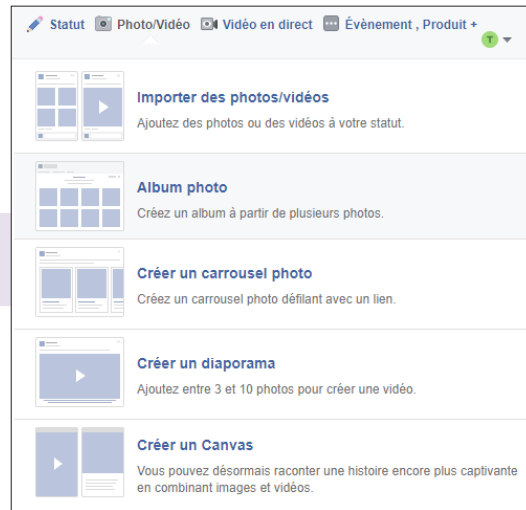 Statut Photo/Vidéo Vidéo en direct Évènement , Produit +
T
Importer des photos/vidéos
Ajoutez des photos ou des vidéos à votre statut.
Album photo
Créez un album à partir de plusieurs photos.
Créer un carrousel photo
Créez un carrousel photo défilant avec un lien.
Créer un diaporama
Ajoutez entre 3 et 10 photos pour créer une vidéo.
Créer un Canvas
Vous pouvez désormais raconter une histoire encore plus captivante
en combinant images et vidéos.